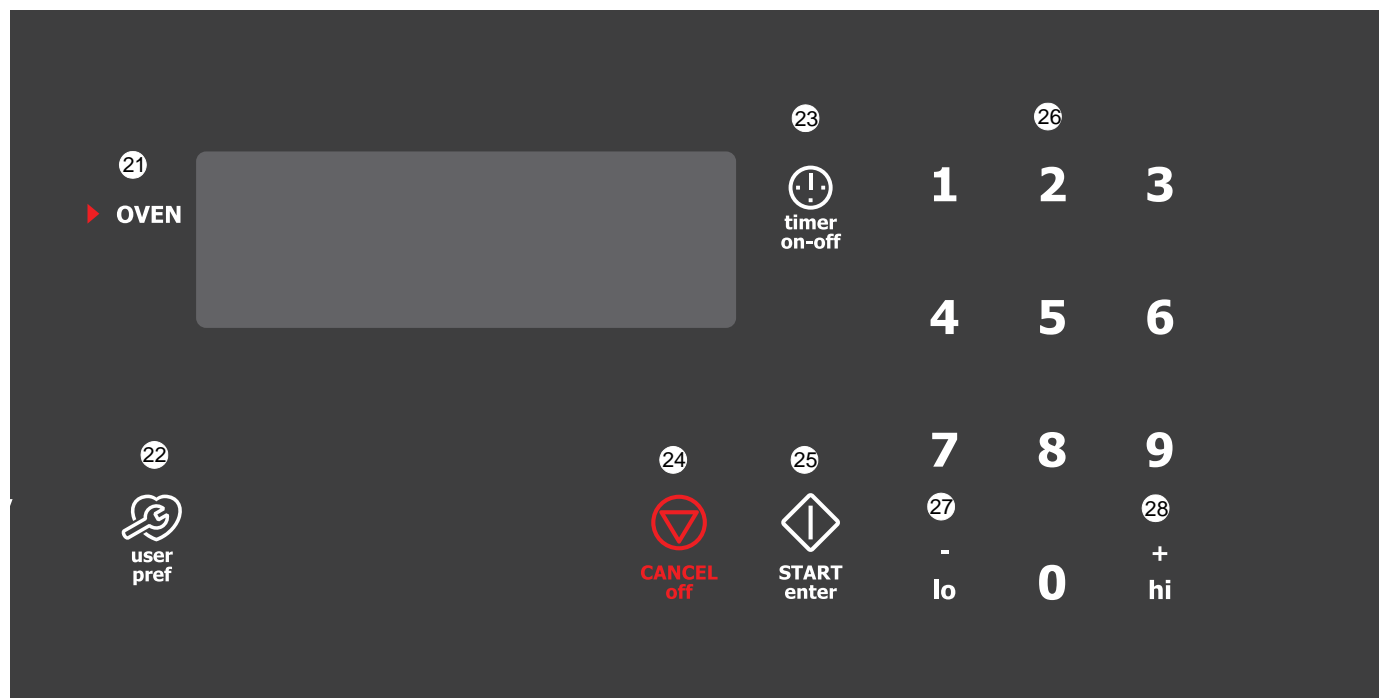 23
26
21
1 2 3
OVEN
timer
on-off
4 5 6
7 8 9
22
24
25
27
28
- +
user
pref
CANCEL
off
START
enter
lo 0 hi